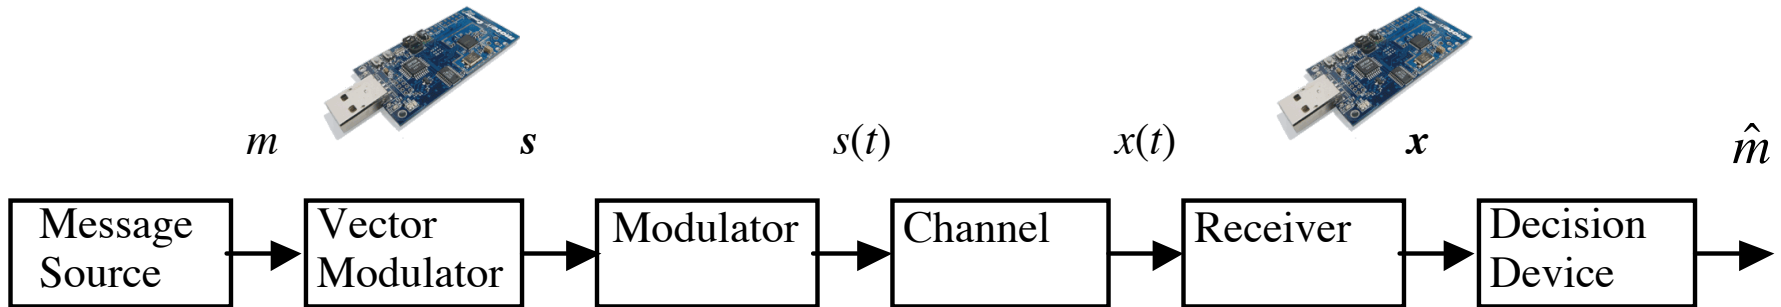 m
s
s(t)
x(t)
x
m̂
Message
Source
Vector
Modulator
Modulator
Channel
Receiver
Decision
Device